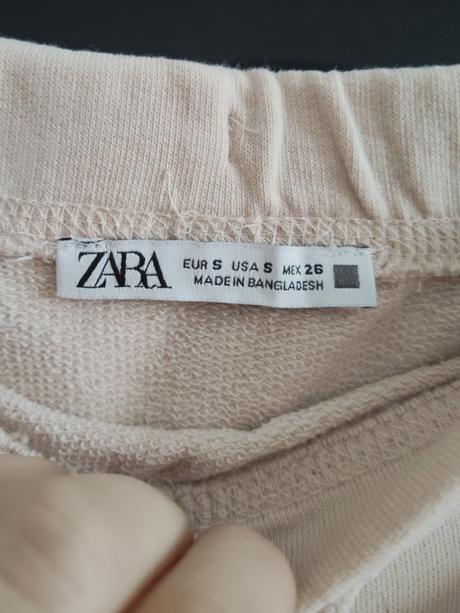 ZARA
EUR S USA S MEX 26
MADE IN BANGLADESH